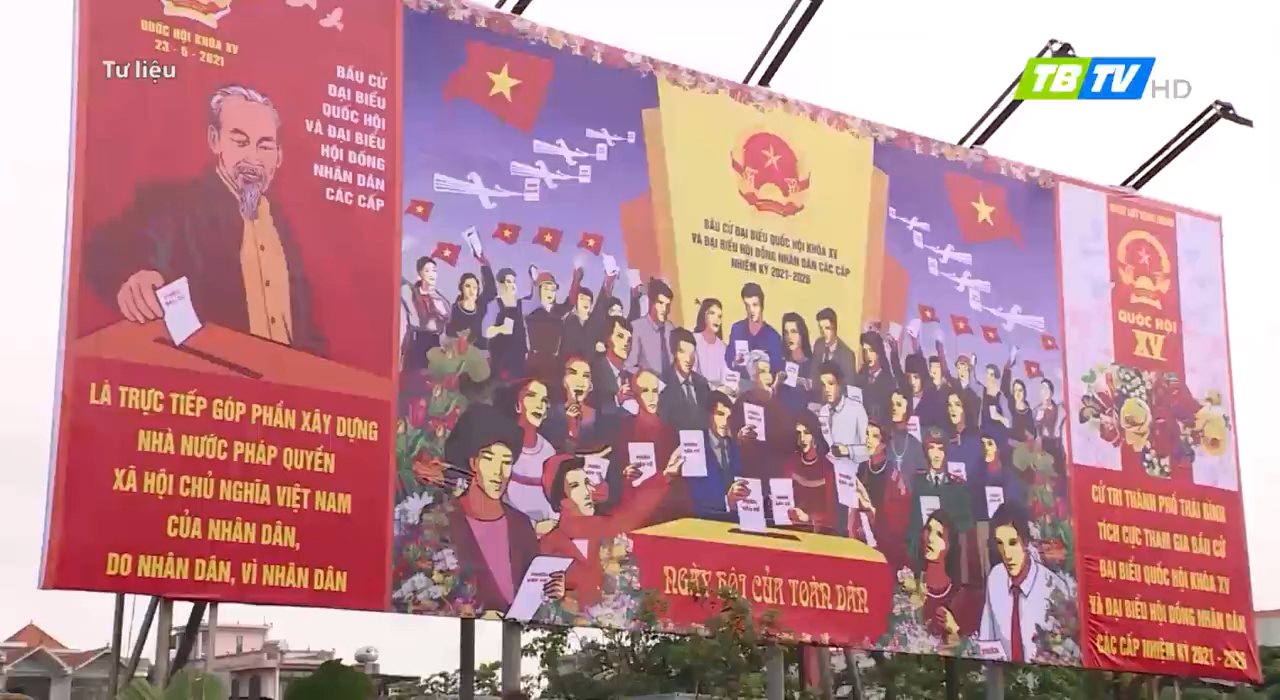 QUỐC HỘI KHÓA XV
23 - 5 - 2021
Tư liệu
BẦU CỬ
ĐẠI BIỂU
QUỐC HỘI
VÀ ĐẠI BIỂU
HỘI ĐỒNG
NHÂN DÂN
CÁC CẤP
LÀ TRỰC TIẾP GÓP PHẦN XÂY DỰNG
NHÀ NƯỚC PHÁP QUYỀN
XÃ HỘI CHỦ NGHĨA VIỆT NAM
CỦA NHÂN DÂN,
DO NHÂN DÂN, VÌ NHÂN DÂN
BẦU CỬ ĐẠI BIỂU QUỐC HỘI KHÓA XV
VÀ ĐẠI BIỂU HỘI ĐỒNG NHÂN DÂN CÁC CẤP
NHIỆM KỲ 2021-2026
NGÀY HỘI CỦA TOÀN DÂN
TBTV HD
QUỐC HỘI
XV
CỬ TRI THÀNH PHỐ THÁI BÌNH
TÍCH CỰC THAM GIA BẦU CỬ
ĐẠI BIỂU QUỐC HỘI KHÓA XV
VÀ ĐẠI BIỂU HỘI ĐỒNG NHÂN DÂN
CÁC CẤP NHIỆM KỲ 2021 - 2026